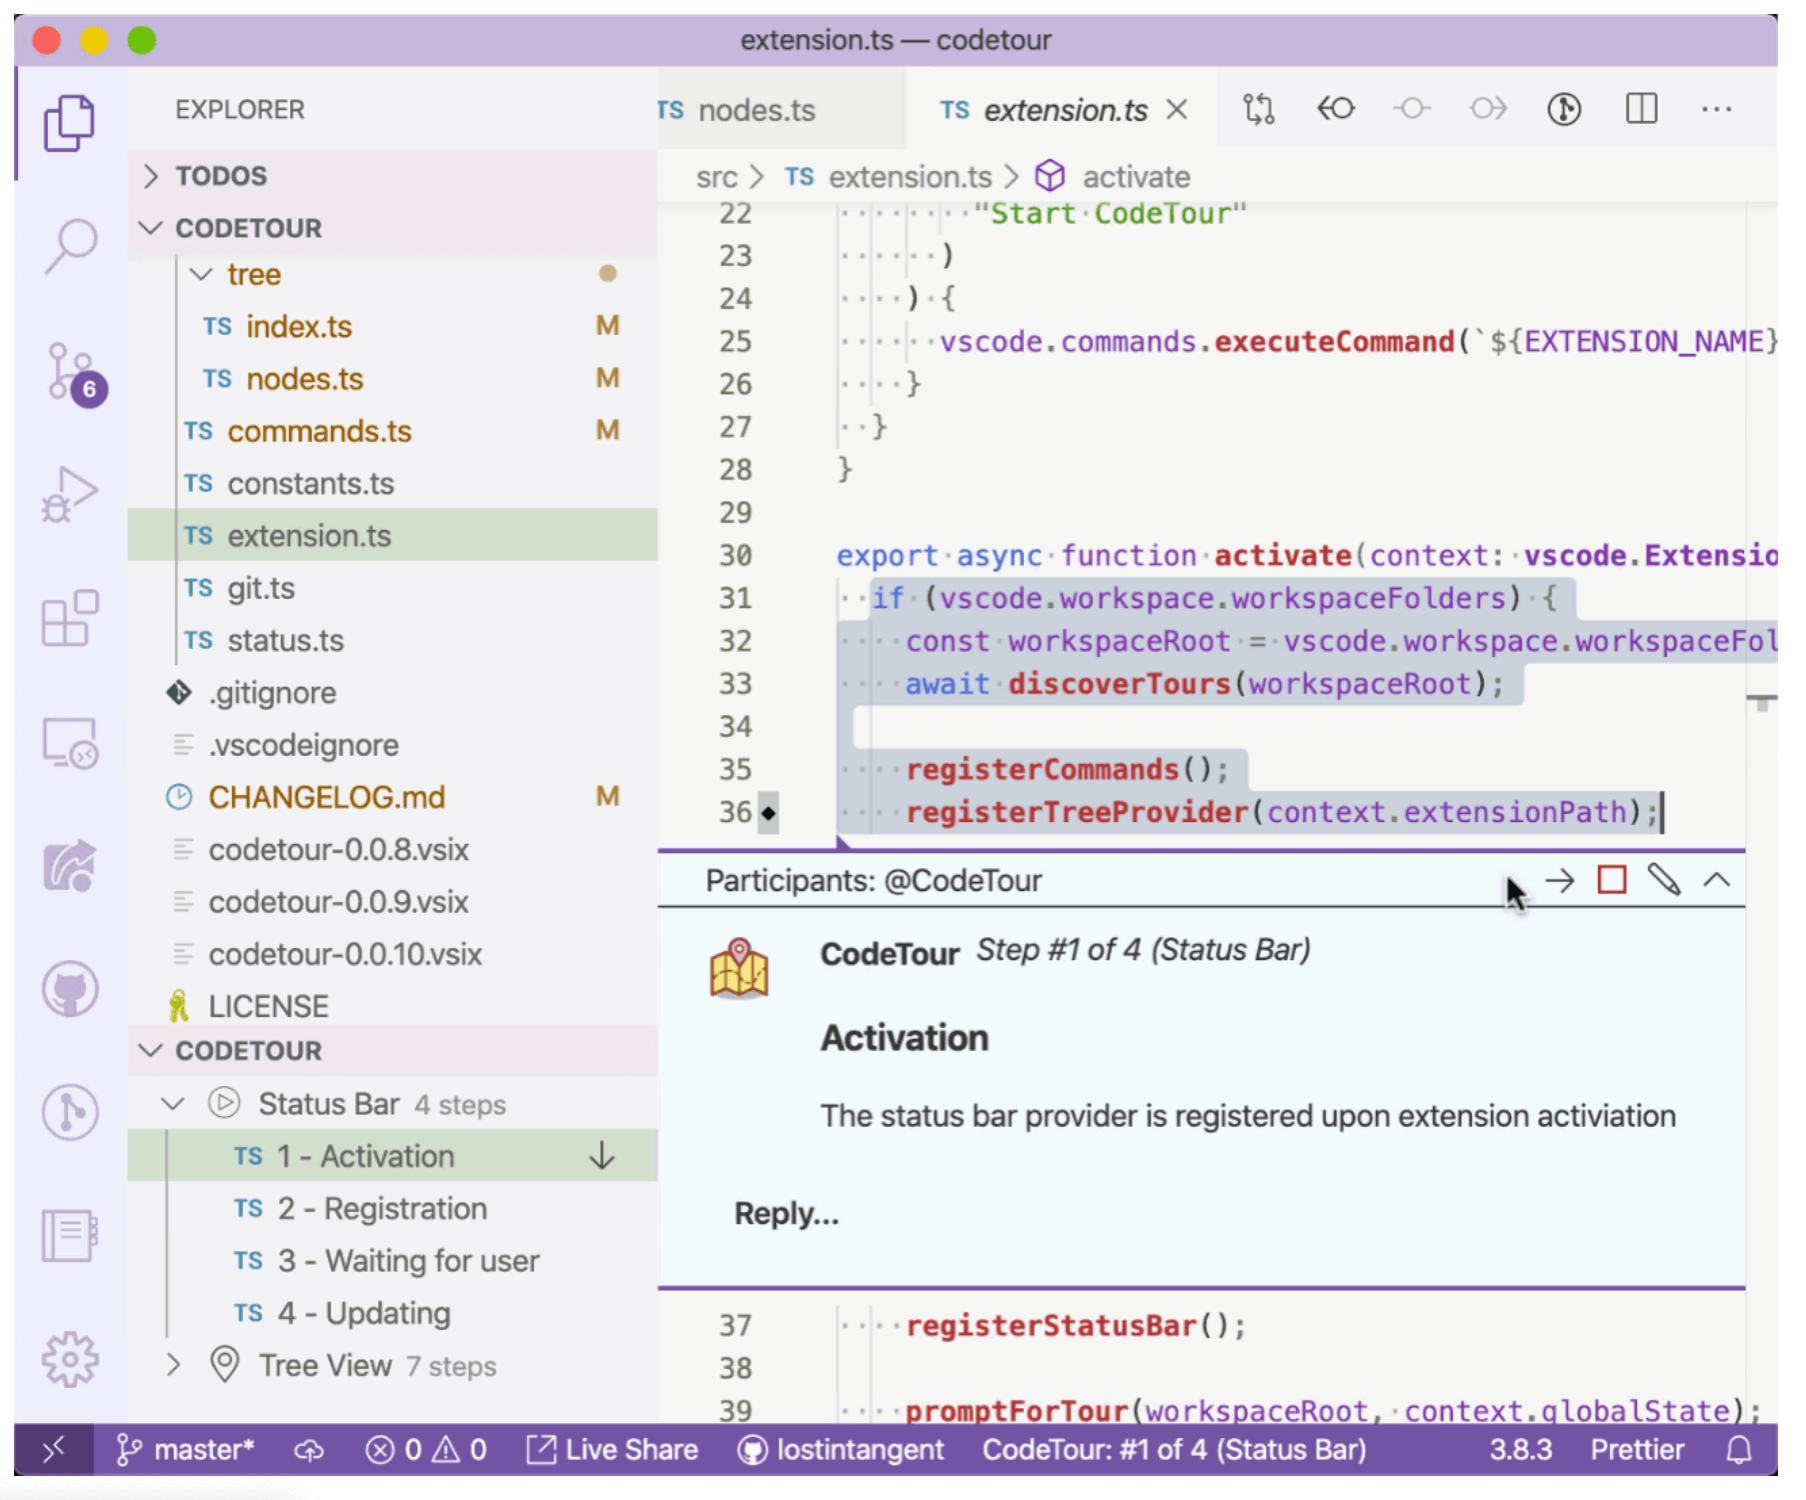 extension.ts — codetour
EXPLORER
TODOS
CODETOUR
tree
TS index.ts M
TS nodes.ts M
TS commands.ts M
TS constants.ts
TS extension.ts
TS git.ts
TS status.ts
.gitignore
.vscodeignore
CHANGELOG.md M
codetour-0.0.8.vsix
codetour-0.0.9.vsix
codetour-0.0.10.vsix
LICENSE
6
CODETOUR
Status Bar 4 steps
TS 1 - Activation
TS 2 - Registration
TS 3 - Waiting for user
TS 4 - Updating
Tree View 7 steps
TS nodes.ts
TS extension.ts
src > TS extension.ts > activate
22 "Start CodeTour"
23 )
24 ) {
25 vscode.commands.executeCommand(`${EXTENSION_NAME}
26 }
27 }
28 }
29
30 export async function activate(context: vscode.Extensio
31 if (vscode.workspace.workspaceFolders) {
32 const workspaceRoot = vscode.workspace.workspaceFol
33 await discoverTours(workspaceRoot);
34
35 registerCommands();
36 registerTreeProvider(context.extensionPath);
Participants: @CodeTour
CodeTour Step #1 of 4 (Status Bar)
Activation
The status bar provider is registered upon extension activiation
Reply...
37 registerStatusBar();
38
39 promptForTour(workspaceRoot, context.globalState);
master* 0 0 Live Share lostintangent CodeTour: #1 of 4 (Status Bar) 3.8.3 Prettier